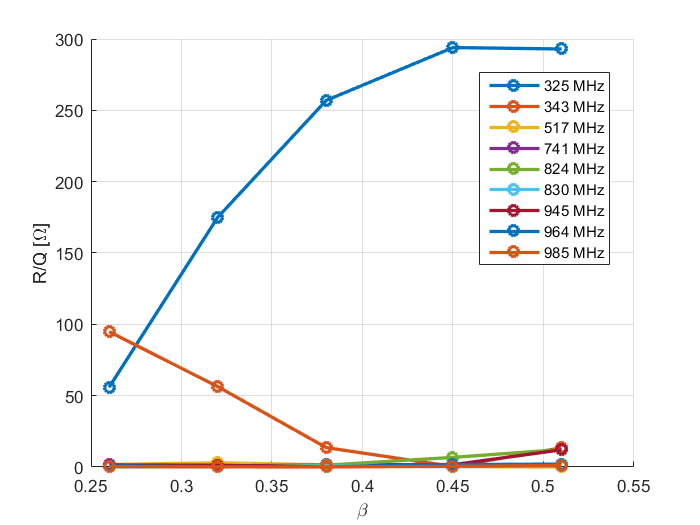 300
250
200
150
100
50
0
R/Q [Ω]
325 MHz
343 MHz
517 MHz
741 MHz
824 MHz
830 MHz
945 MHz
964 MHz
985 MHz
0.25 0.3 0.35 0.4 0.45 0.5 0.55
β